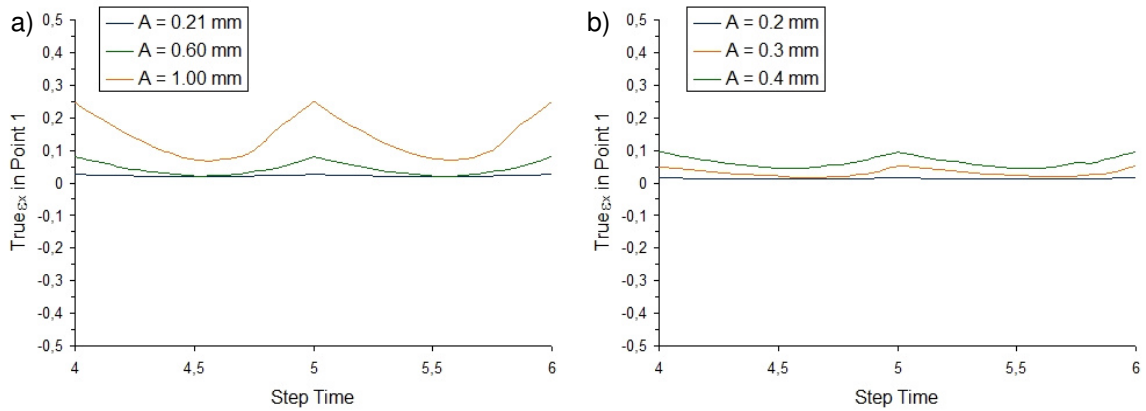 a)
A = 0.21 mm
A = 0.60 mm
A = 1.00 mm
0,5
0,4
0,3
0,2
0,1
0
-0,1
-0,2
-0,3
-0,4
-0,5
True εx in Point 1
4
4,5
5
5,5
6
Step Time
b)
A = 0.2 mm
A = 0.3 mm
A = 0.4 mm
0,5
0,4
0,3
0,2
0,1
0
-0,1
-0,2
-0,3
-0,4
-0,5
True εx in Point 1
4
4,5
5
5,5
6
Step Time